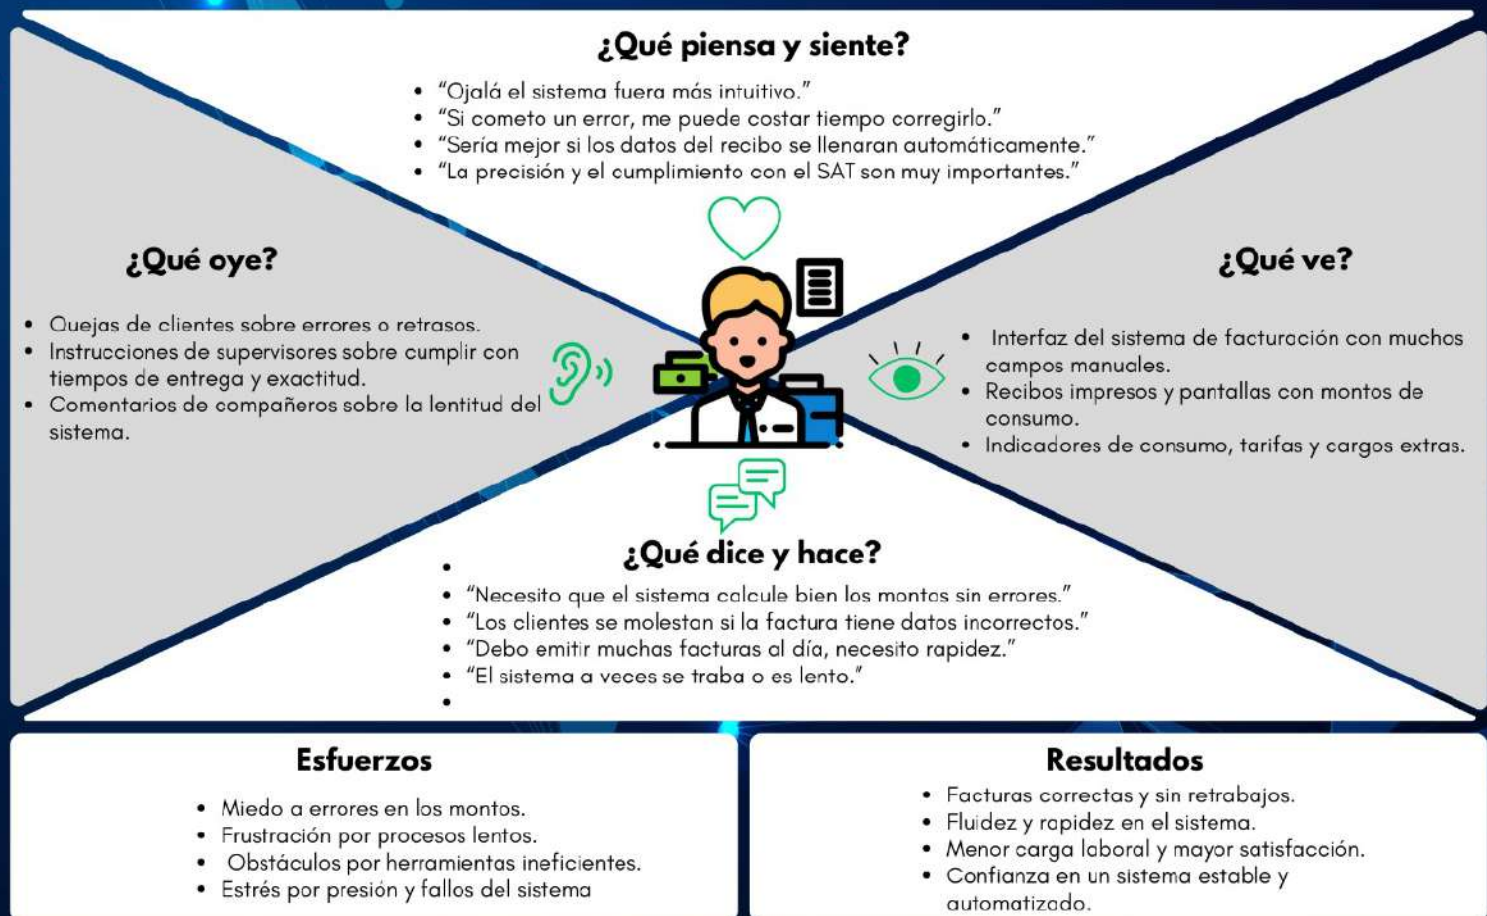 ¿Qué piensa y siente?
• “Ojalá el sistema fuera más intuitivo.”
• “Si cometo un error, me puede costar tiempo corregirlo.”
• “Sería mejor si los datos del recibo se llenaran automáticamente.”
• “La precisión y el cumplimiento con el SAT son muy importantes.”
¿Qué oye?
• Quejas de clientes sobre errores o retrasos.
• Instrucciones de supervisores sobre cumplir con
tiempos de entrega y exactitud.
• Comentarios de compañeros sobre la lentitud del
sistema.
¿Qué ve?
• Interfaz del sistema de facturación con muchos
campos manuales.
• Recibos impresos y pantallas con montos de
consumo.
• Indicadores de consumo, tarifas y cargos extras.
¿Qué dice y hace?
•
• “Necesito que el sistema calcule bien los montos sin errores.”
• “Los clientes se molestan si la factura tiene datos incorrectos.”
• “Debo emitir muchas facturas al día, necesito rapidez.”
• “El sistema a veces se traba o es lento.”
•
Esfuerzos
• Miedo a errores en los montos.
• Frustración por procesos lentos.
• Obstáculos por herramientas ineficientes.
• Estrés por presión y fallos del sistema
Resultados
• Facturas correctas y sin retrabajos.
• Fluidez y rapidez en el sistema.
• Menor carga laboral y mayor satisfacción.
• Confianza en un sistema estable y
automatizado.